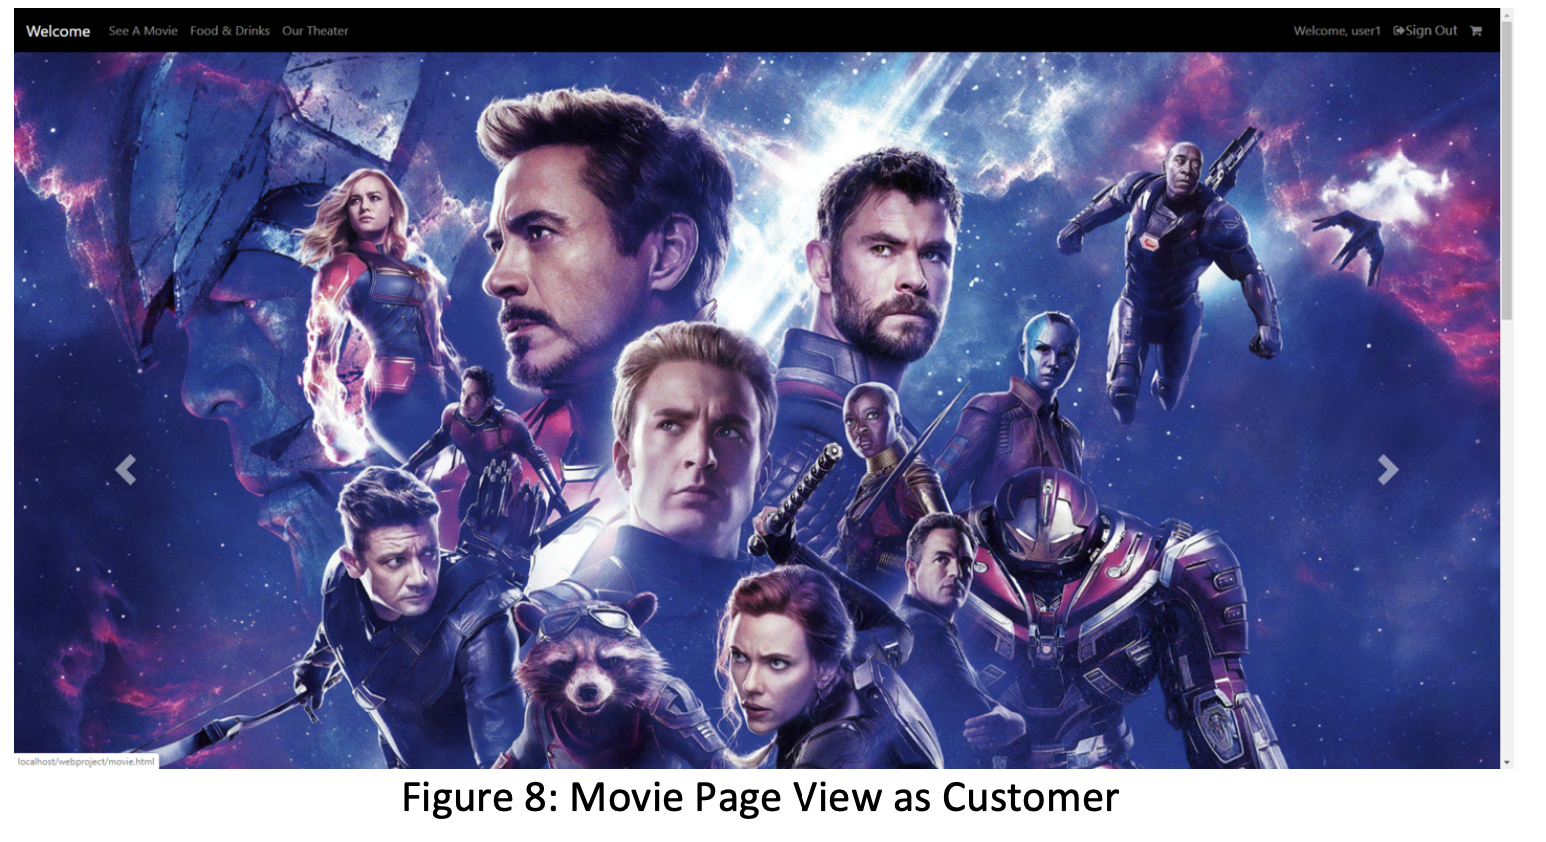 Welcome See A Movie Food & Drinks Our Theater Welcome, user1 Sign Out
localhost/webproject/movie.html
Figure 8: Movie Page View as Customer